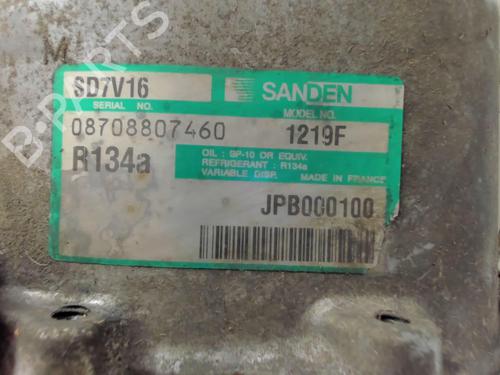 SD7V16
SANDEN
SERIAL NO.
MODEL NO.
08708807460
1219F
R134a
OIL : SP-10 OR EQUIV.
REFRIGERANT : R134a
VARIABLE DISP. MADE IN FRANCE
JPB000100
B-PARTS